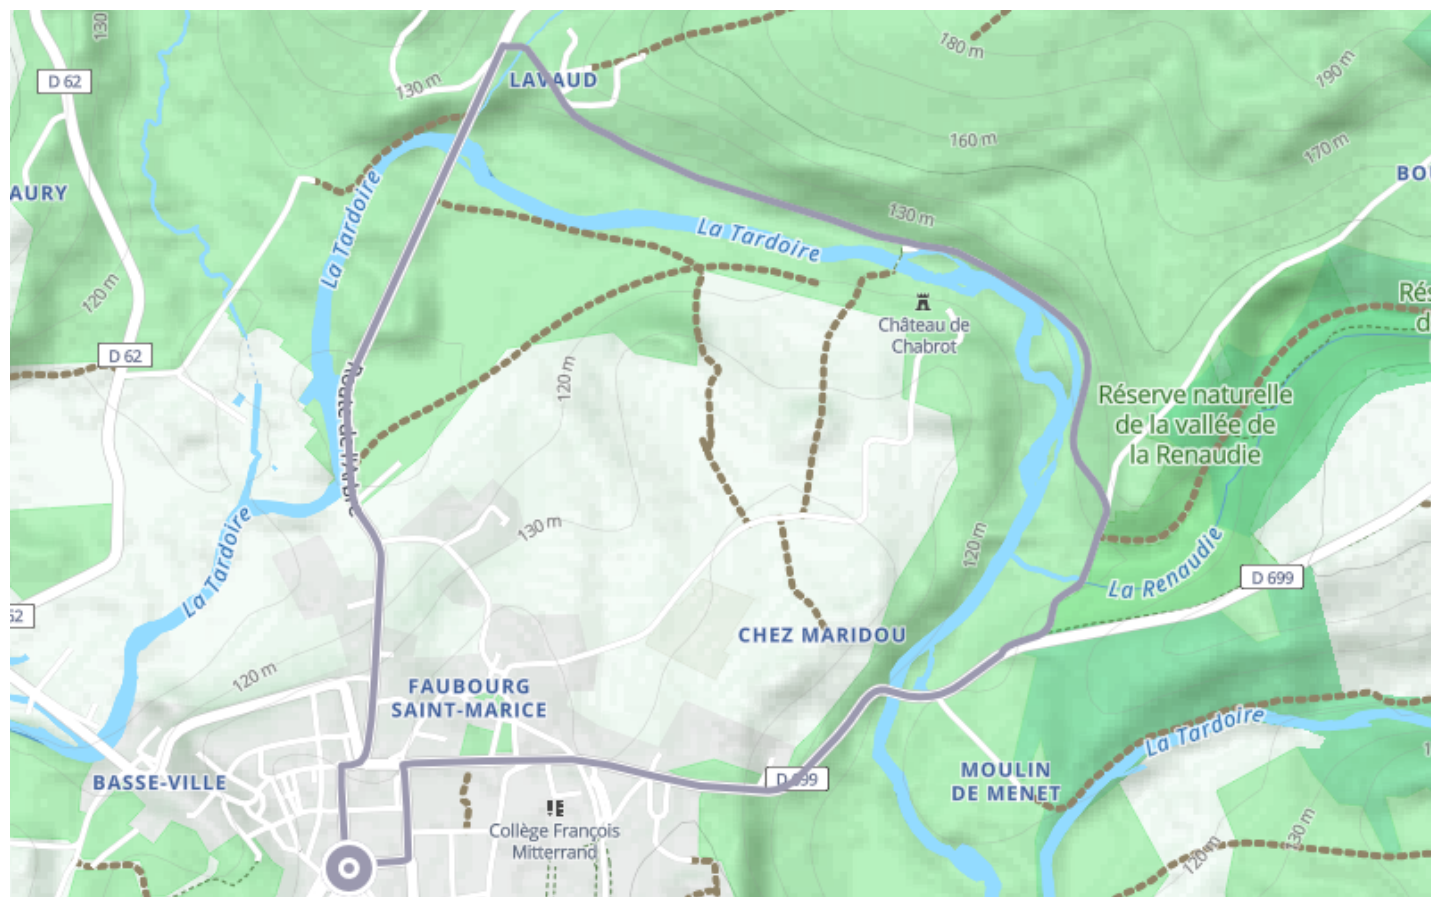 130
180 m
D 62
LAVAUD
130 m
190 m
160 m
170 m
AURY
BOU
La Tardoire
130 m
La Tardoire
120 m
Rés
d
Château de
Chabrot
D 62
120 m
Route de l'Arbre
Réserve naturelle
de la vallée de
la Renaudie
La Tardoire
130 m
120 m
La Renaudie
D 699
62
CHEZ MARIDOU
120 m
FAUBOURG
SAINT-MARICE
La Tardoire
BASSE-VILLE
D 699
MOULIN
DE MENET
Collège François
Mitterrand
120 m
130 m